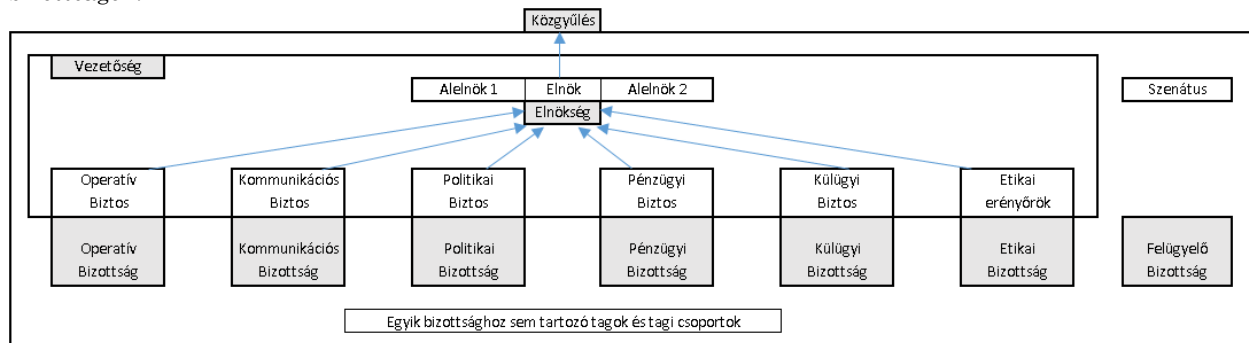 Közgyűlés
Vezetőség
Alelnök 1 Elnök Alelnök 2
Szenátus
Elnökség
Operatív Kommunikációs Politikai Pénzügyi Külügyi Etikai
Biztos Biztos Biztos Biztos Biztos erényőrök
Operatív Kommunikációs Politikai Pénzügyi Külügyi Etikai Felügyelő
Bizottság Bizottság Bizottság Bizottság Bizottság Bizottság Bizottság
Egyik bizottsághoz sem tartozó tagok és tagi csoportok